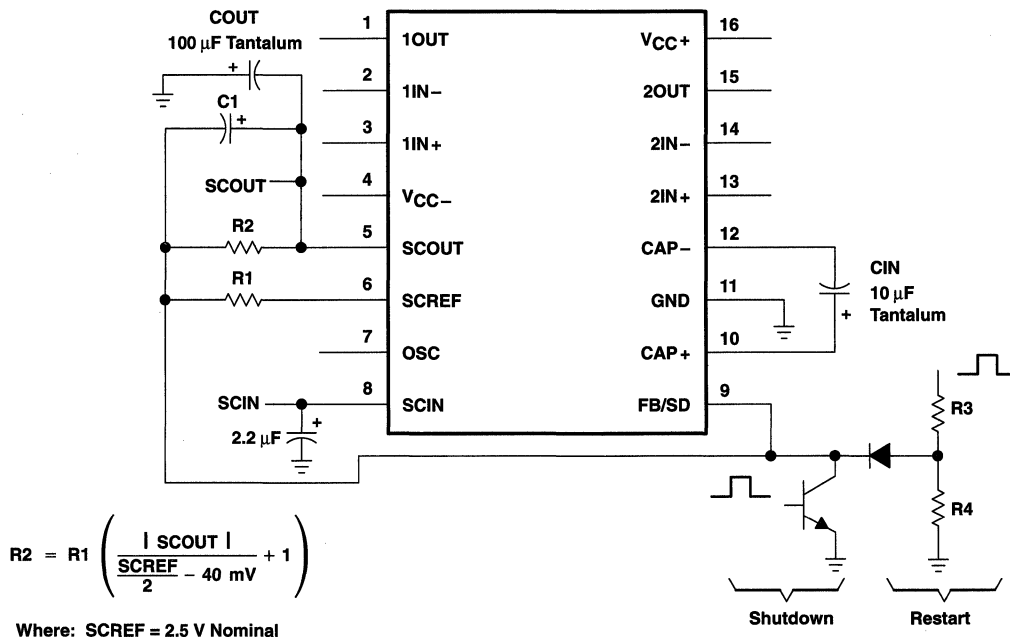 COUT
100 µF Tantalum
+
C1
+
SCOUT
R2
R1
SCIN
2.2 µF
+
1
1OUT
2
1IN−
3
1IN+
4
VCC−
5
SCOUT
6
SCREF
7
OSC
8
SCIN
16
VCC+
15
2OUT
14
2IN−
13
2IN+
12
CAP−
11
GND
10
CAP+
9
FB/SD
CIN
10 µF
+ Tantalum
R3
R4
R2 = R1 ( | SCOUT | / (SCREF/2 − 40 mV) + 1 )
Shutdown
Restart
Where: SCREF = 2.5 V Nominal